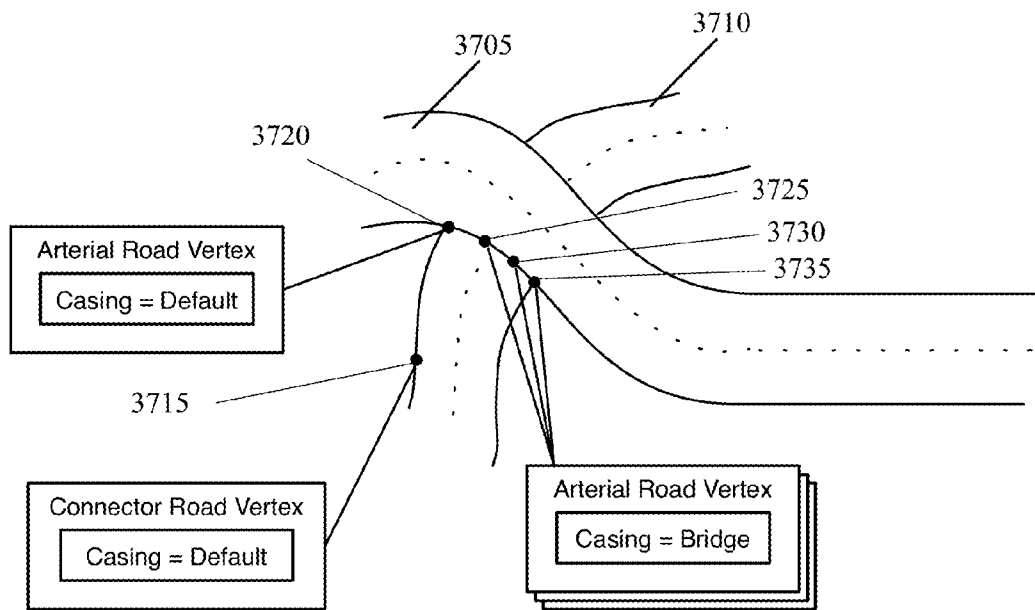 3710
3705
3720
3725
3730
3735
Arterial Road Vertex
Casing = Default
3715
Connector Road Vertex
Casing = Default
Arterial Road Vertex
Casing = Bridge